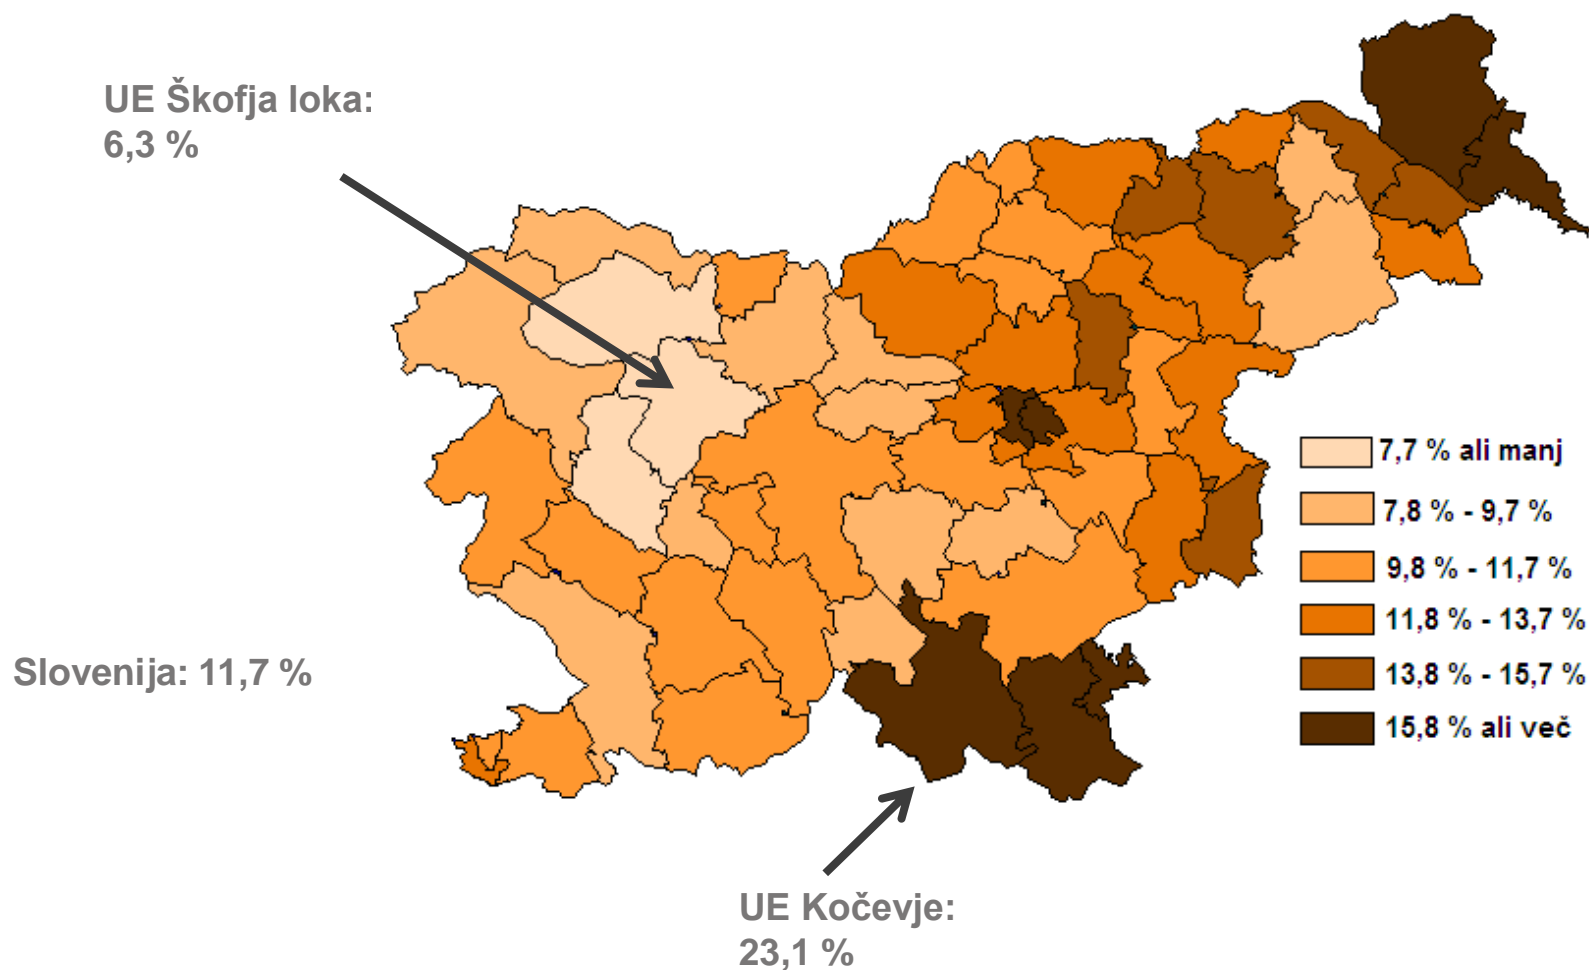 UE Škofja loka:
6,3 %
Slovenija: 11,7 %
7,7 % ali manj
7,8 % - 9,7 %
9,8 % - 11,7 %
11,8 % - 13,7 %
13,8 % - 15,7 %
15,8 % ali več
UE Kočevje:
23,1 %